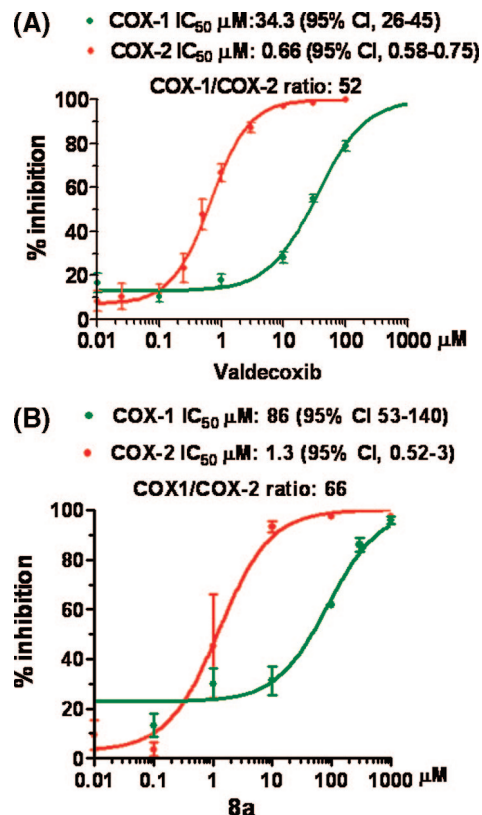 (A)
COX-1 IC50 μM:34.3 (95% CI, 26-45)
COX-2 IC50 μM: 0.66 (95% CI, 0.58-0.75)
COX-1/COX-2 ratio: 52
% inhibition
100
80
60
40
20
0
0.01 0.1 1 10 100 1000 μM
Valdecoxib
(B)
COX-1 IC50 μM: 86 (95% CI 53-140)
COX-2 IC50 μM: 1.3 (95% CI, 0.52-3)
COX1/COX-2 ratio: 66
% inhibition
100
80
60
40
20
0
0.01 0.1 1 10 100 1000 μM
8a